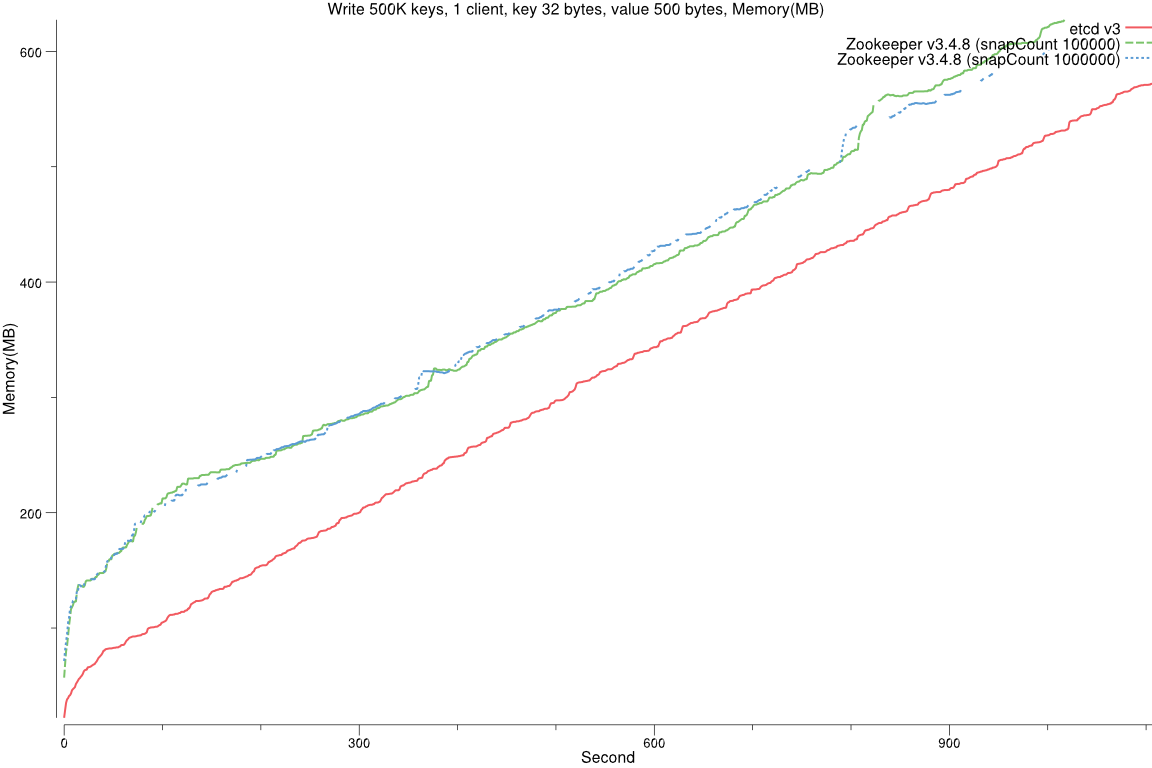 Write 500K keys, 1 client, key 32 bytes, value 500 bytes, Memory(MB)
etcd v3
Zookeeper v3.4.8 (snapCount 100000)
Zookeeper v3.4.8 (snapCount 1000000)
600
400
200
Memory(MB)
0 300 600 900
Second